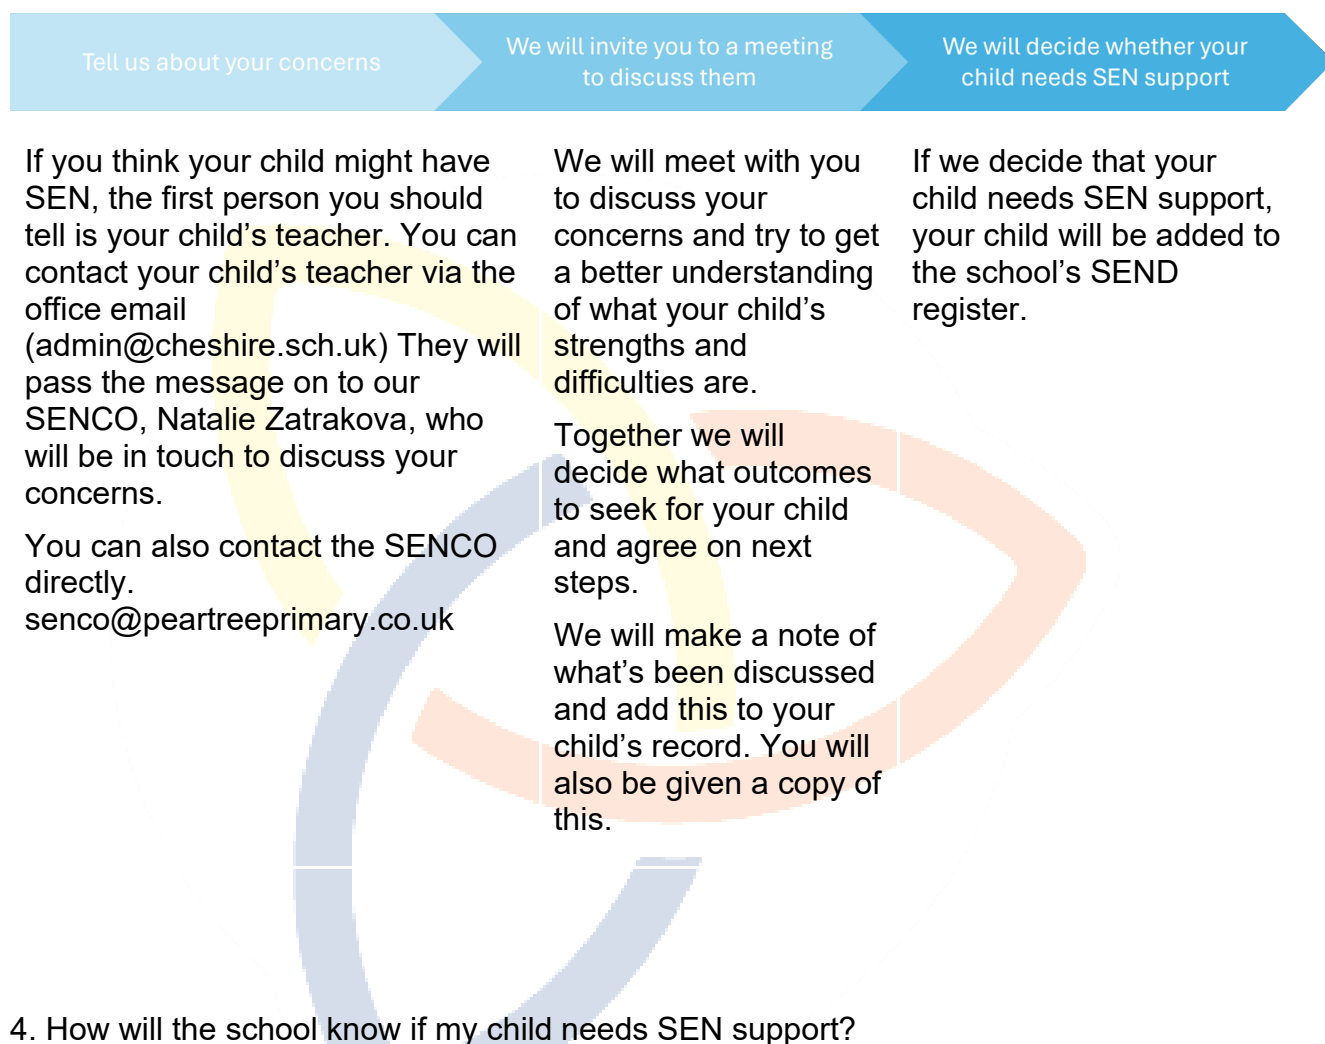 Tell us about your concerns
We will invite you to a meeting
to discuss them
We will decide whether your
child needs SEN support
If you think your child might have
SEN, the first person you should
tell is your child’s teacher. You can
contact your child’s teacher via the
office email
(admin@cheshire.sch.uk) They will
pass the message on to our
SENCO, Natalie Zatrakova, who
will be in touch to discuss your
concerns.
You can also contact the SENCO
directly.
senco@peartreeprimary.co.uk
We will meet with you
to discuss your
concerns and try to get
a better understanding
of what your child’s
strengths and
difficulties are.
Together we will
decide what outcomes
to seek for your child
and agree on next
steps.
We will make a note of
what’s been discussed
and add this to your
child’s record. You will
also be given a copy of
this.
If we decide that your
child needs SEN support,
your child will be added to
the school’s SEND
register.
4. How will the school know if my child needs SEN support?